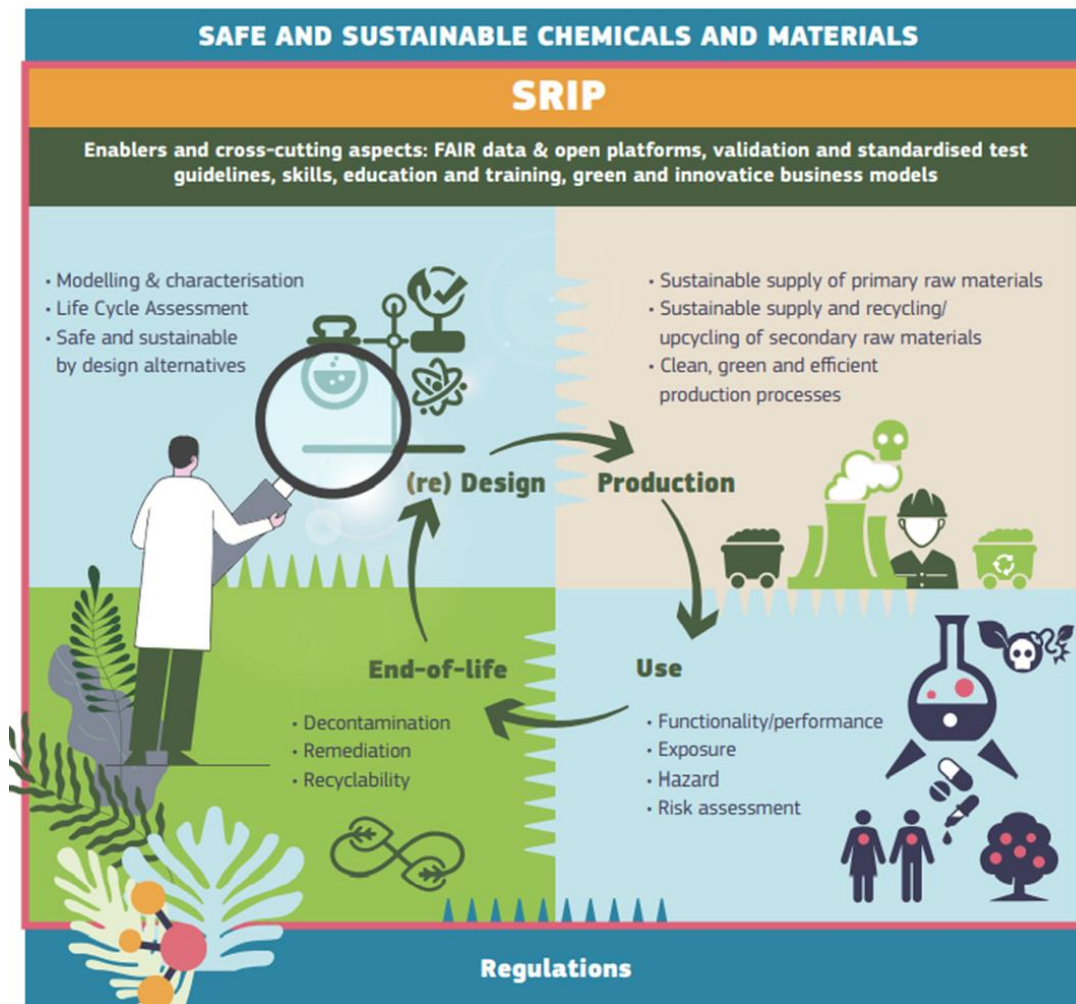 SAFE AND SUSTAINABLE CHEMICALS AND MATERIALS
SRIP
Enablers and cross-cutting aspects: FAIR data & open platforms, validation and standardised test
guidelines, skills, education and training, green and innovatice business models
• Modelling & characterisation
• Life Cycle Assessment
• Safe and sustainable
by design alternatives
• Sustainable supply of primary raw materials
• Sustainable supply and recycling/
upcycling of secondary raw materials
• Clean, green and efficient
production processes
(re) Design
Production
End-of-life
• Decontamination
• Remediation
• Recyclability
Use
• Functionality/performance
• Exposure
• Hazard
• Risk assessment
Regulations